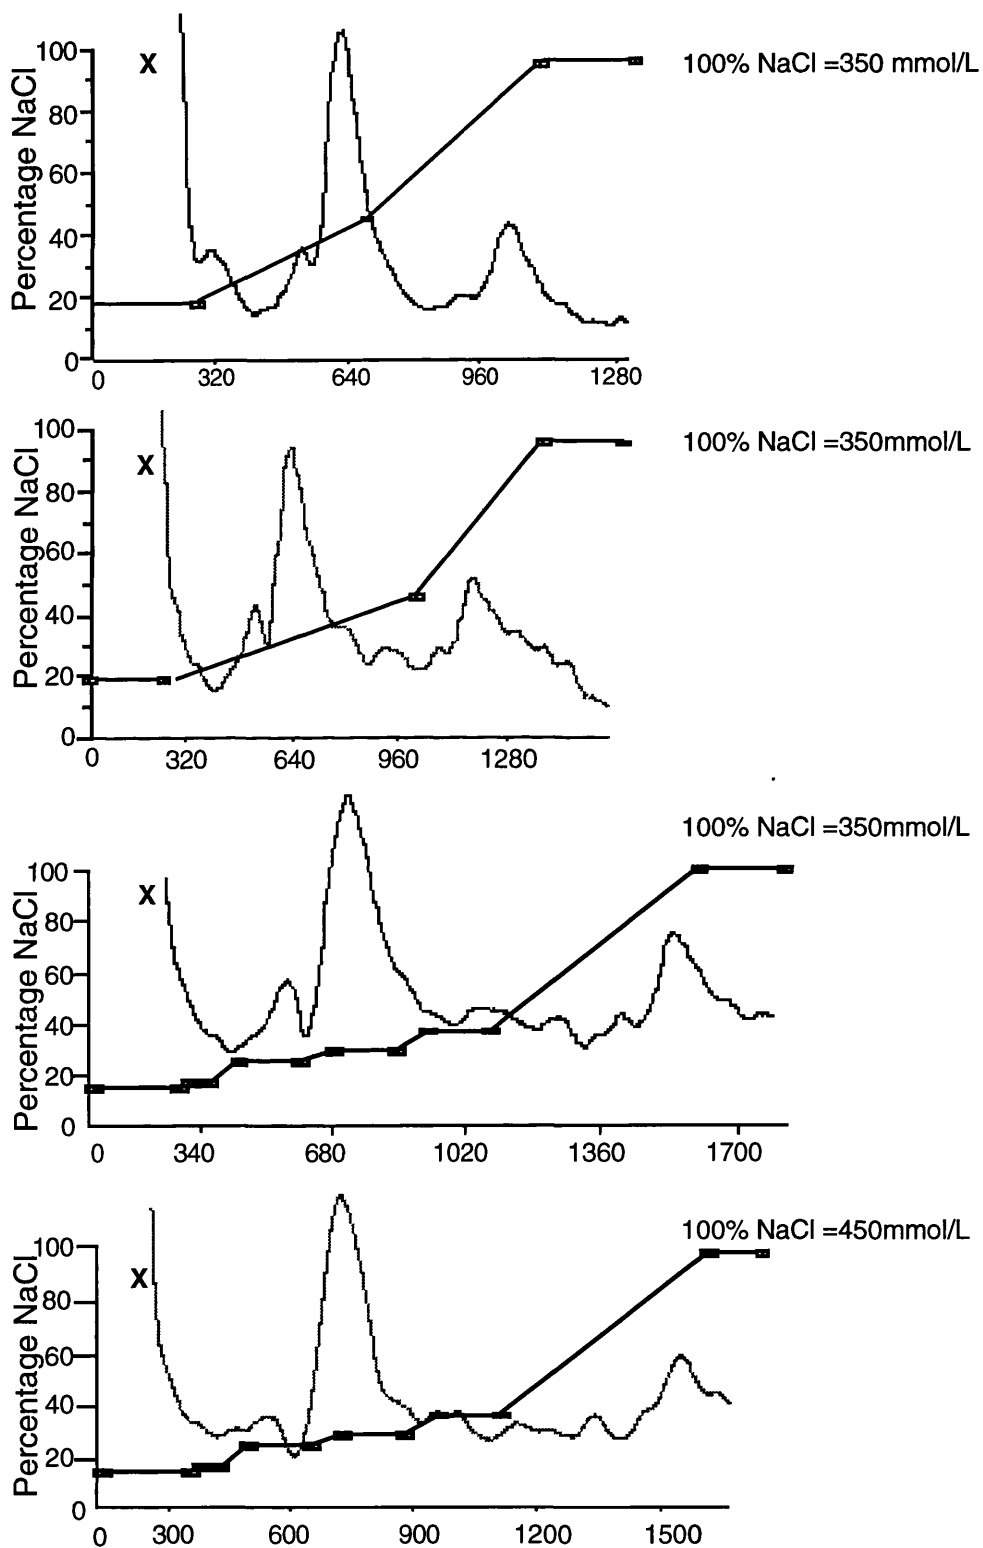 100
X
100% NaCl =350 mmol/L
80
60
40
20
0
Percentage NaCl
0 320 640 960 1280
100
X
100% NaCl =350mmol/L
80
60
40
20
0
Percentage NaCl
0 320 640 960 1280
100% NaCl =350mmol/L
100
X
80
60
40
20
0
Percentage NaCl
0 340 680 1020 1360 1700
100% NaCl =450mmol/L
100
X
80
60
40
20
0
Percentage NaCl
0 300 600 900 1200 1500